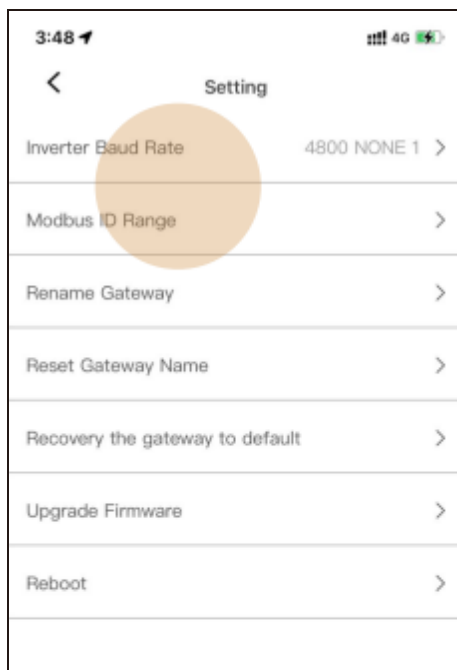 3:48 4G
Setting
Inverter Baud Rate 4800 NONE 1
Modbus ID Range
Rename Gateway
Reset Gateway Name
Recovery the gateway to default
Upgrade Firmware
Reboot